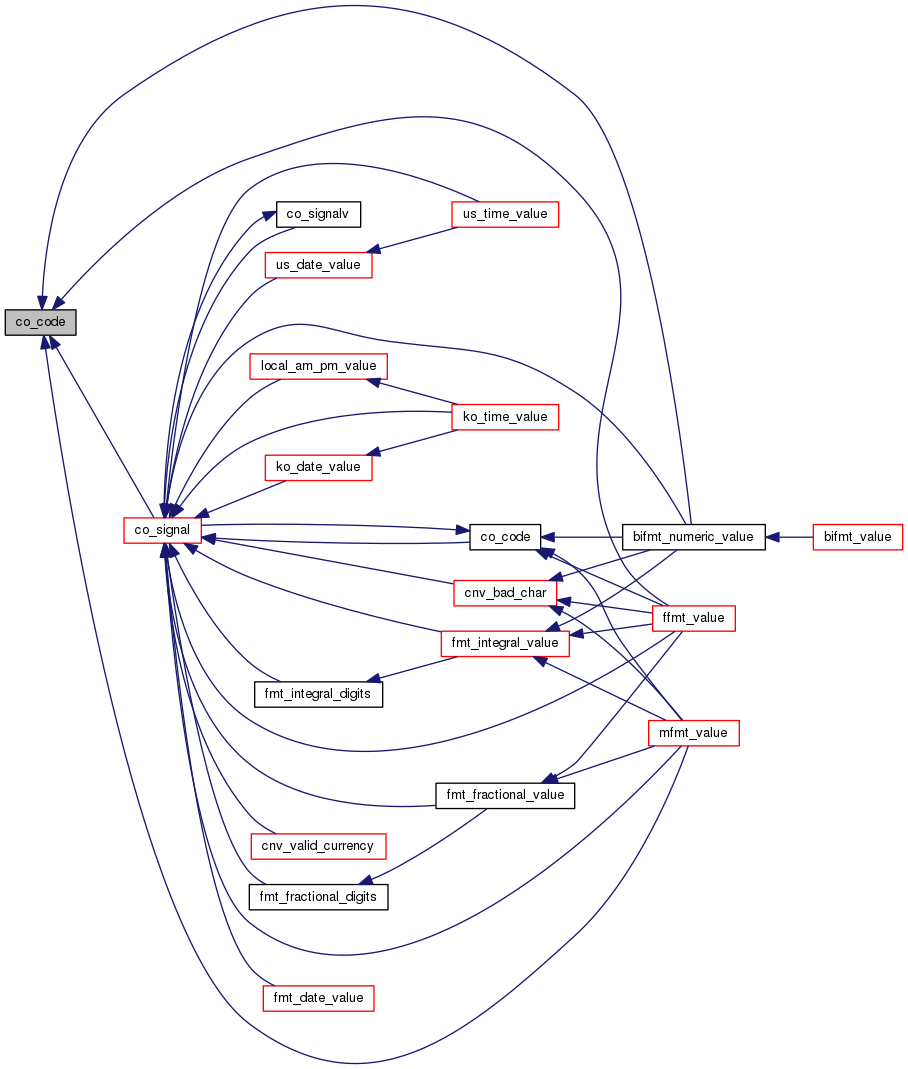 co_signalv
us_time_value
us_date_value
co_code
local_am_pm_value
ko_time_value
ko_date_value
co_signal
co_code
bifmt_numeric_value
bifmt_value
cnv_bad_char
ffmt_value
fmt_integral_value
fmt_integral_digits
mfmt_value
fmt_fractional_value
cnv_valid_currency
fmt_fractional_digits
fmt_date_value